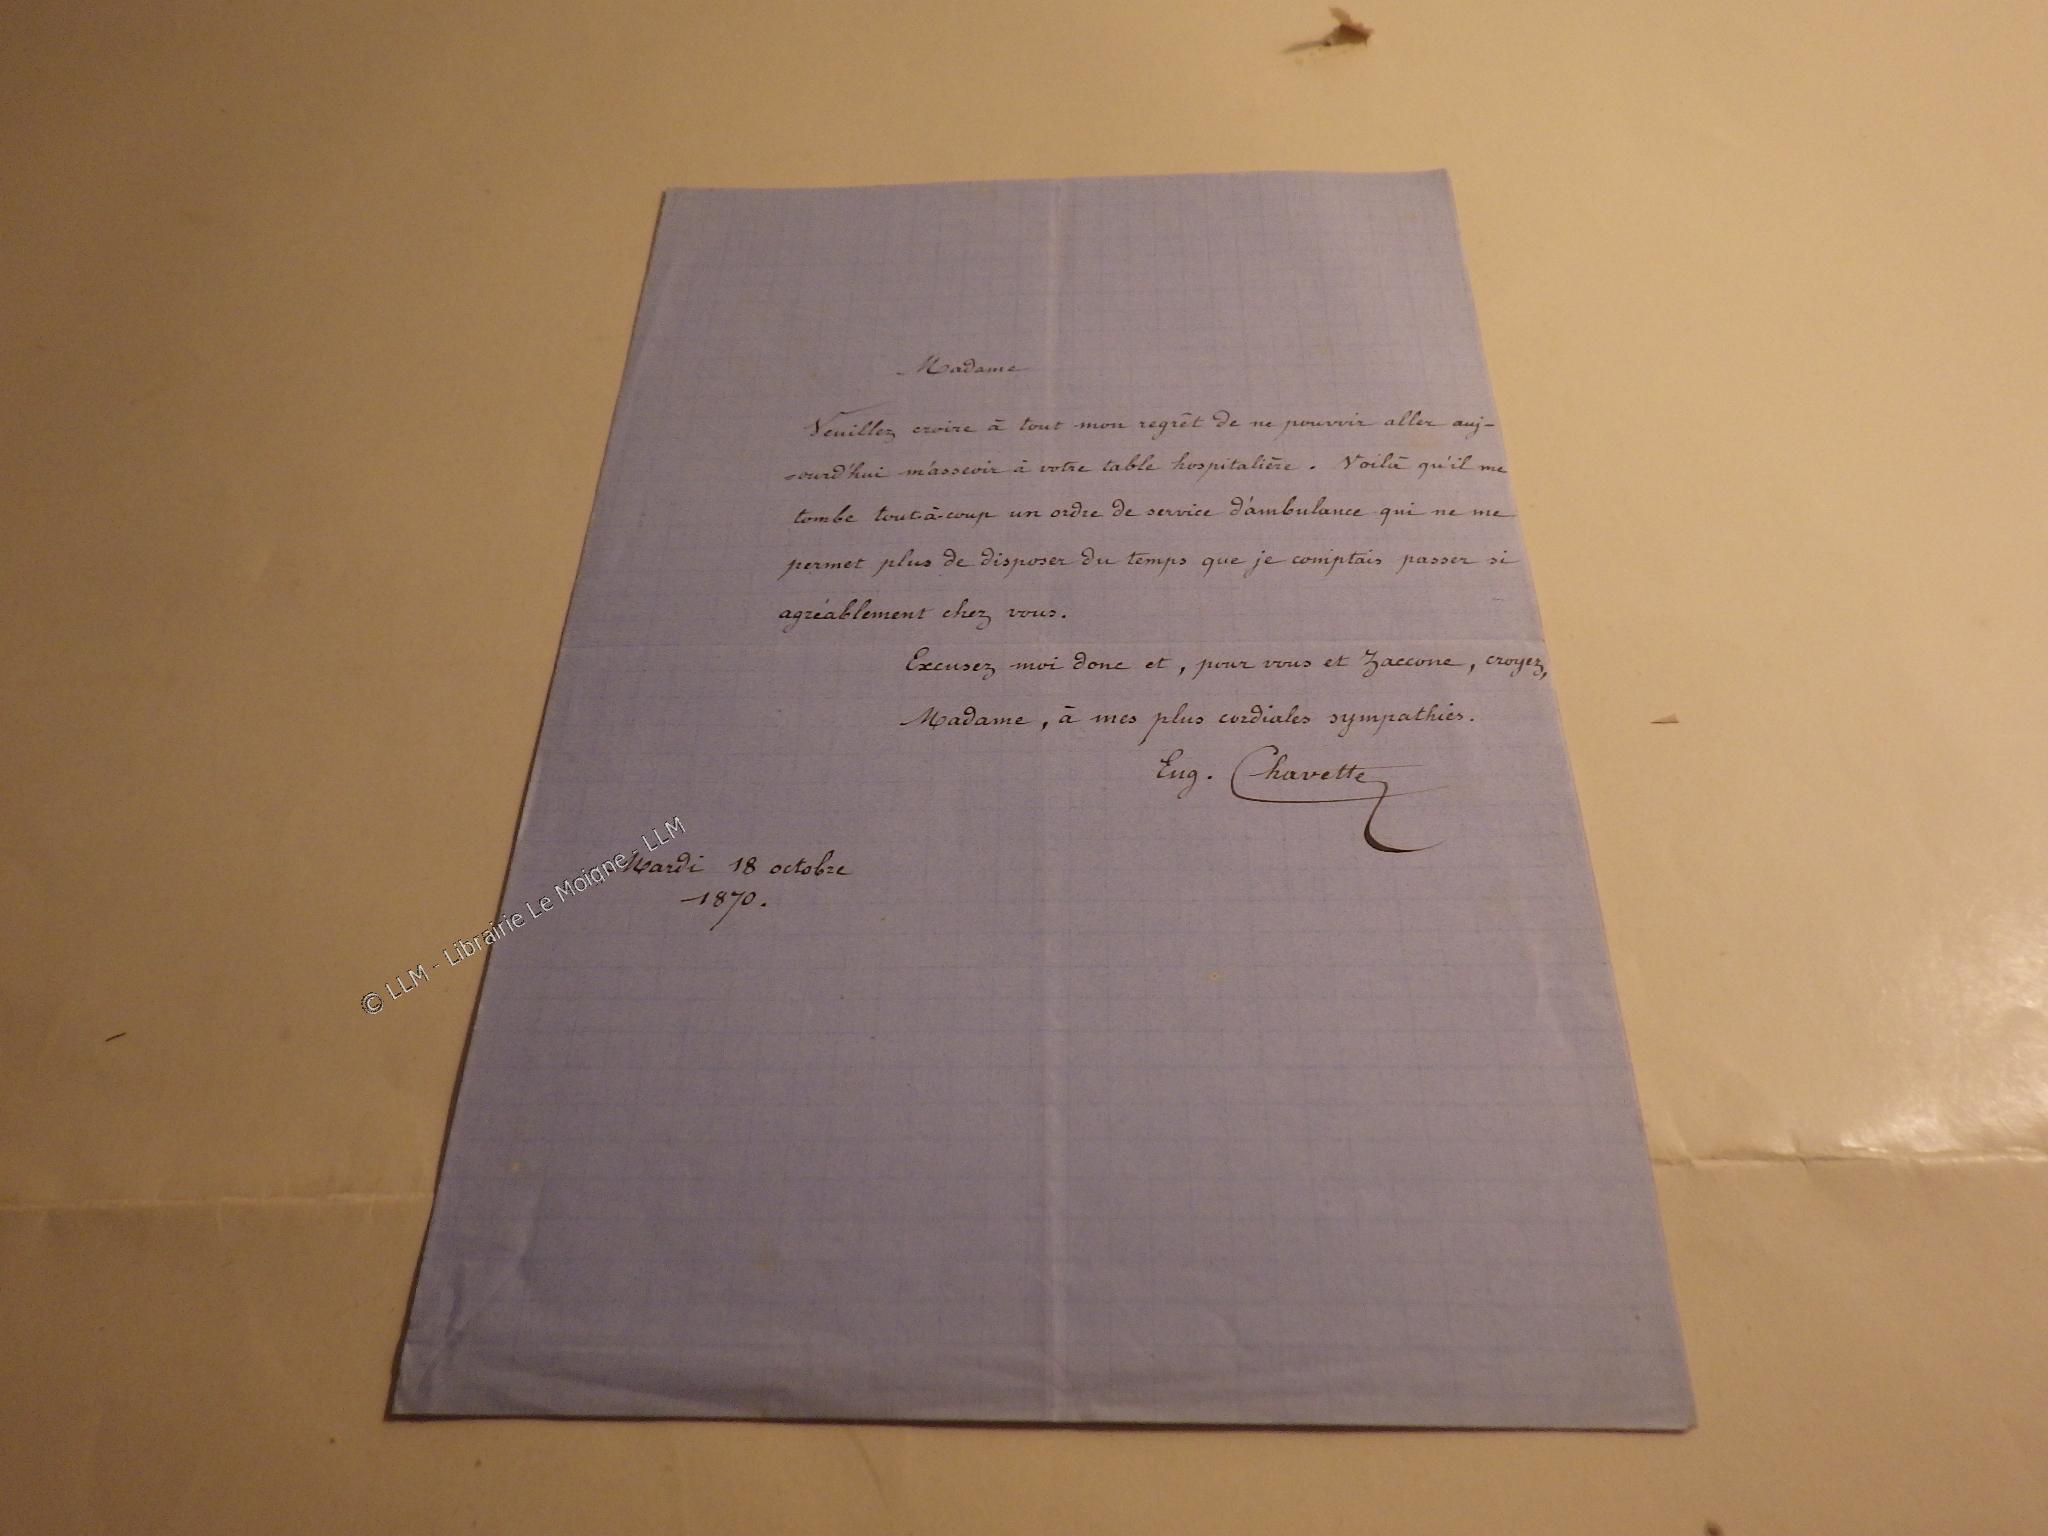 Madame
Veuillez croire à tout mon regrêt de ne pouvoir aller auj-
-ourd'hui m'asseoir à votre table hospitalière. Voilà qu'il me
tombe tout-à-coup un ordre de service d'ambulance qui ne me
permet plus de disposer du temps que je comptais passer si
agréablement chez vous.
Excusez moi donc et, pour vous et Zaccone, croyez,
Madame, à mes plus cordiales sympathies.
Eug. Chavette
Mardi 18 octobre
1870.
© LLM - Librairie Le Moigne - LLM